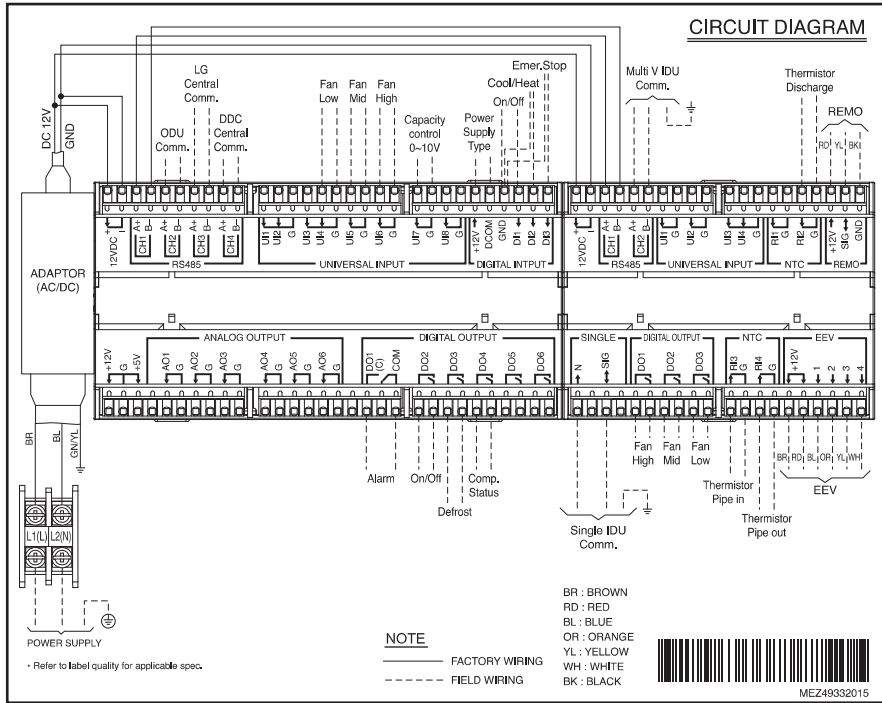 CIRCUIT DIAGRAM
DC 12V
GND
LG
Central
Comm.
ODU
Comm.
DDC
Central
Comm.
Fan
Low
Fan
Mid
Fan
High
Capacity
control
0~10V
Power
Supply
Type
Emer.Stop
Cool/Heat
On/Off
Multi V IDU
Comm.
Thermistor
Discharge
REMO
RD YL BK
ADAPTOR
(AC/DC)
12VDC + - A+ B- A+ B- A+ B- A+ B-
CH1 CH2 CH3 CH4
RS485
UI1 UI2 G UI3 UI4 G UI5 G UI6 G
UNIVERSAL INPUT
UI7 G UI8 G
+12V DCOM GND DI1 DI2 DI3
DIGITAL INTPUT
12VDC + - A+ B- A+ B-
CH1 CH2
RS485
UI1 UI2 G UI3 UI4 G
UNIVERSAL INPUT
RI1 G RI2 G
NTC
+12V SIG GND
REMO
+12V G +5V
ANALOG OUTPUT
AO1 G AO2 G AO3 G AO4 G AO5 G AO6 G
DIGITAL OUTPUT
DO1 (C) COM DO2 DO3 DO4 DO5 DO6
SINGLE
N SIG
DIGITAL OUTPUT
DO1 DO2 DO3
NTC
RI3 G RI4 G
EEV
+12V 1 2 3 4
BR BL GN/YL
L1(L) L2(N)
POWER SUPPLY
* Refer to label quality for applicable spec.
Alarm
On/Off
Defrost
Comp.
Status
Single IDU
Comm.
Fan
High
Fan
Mid
Fan
Low
Thermistor
Pipe in
Thermistor
Pipe out
BR RD BL OR YL WH
EEV
NOTE
FACTORY WIRING
FIELD WIRING
BR : BROWN
RD : RED
BL : BLUE
OR : ORANGE
YL : YELLOW
WH : WHITE
BK : BLACK
MEZ49332015